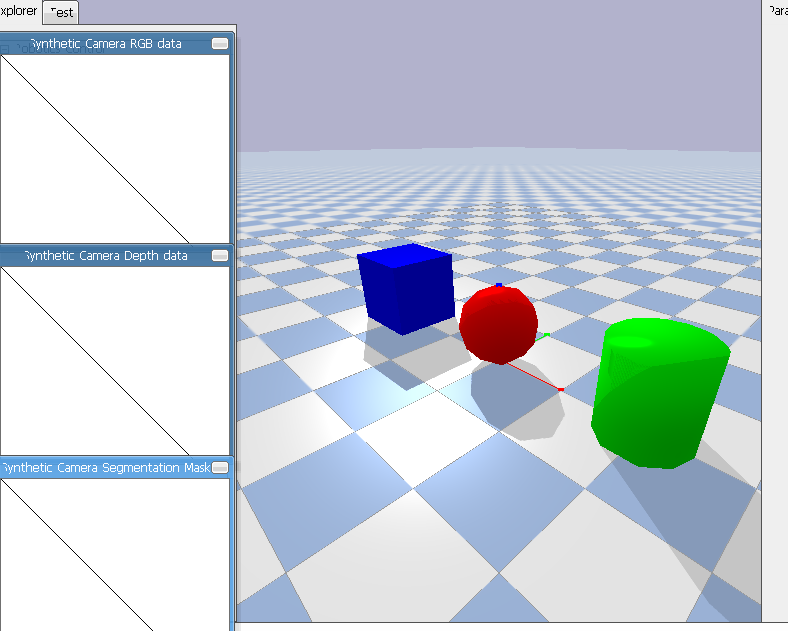 xplorer Test Para
Synthetic Camera RGB data
Synthetic Camera Depth data
Synthetic Camera Segmentation Mask